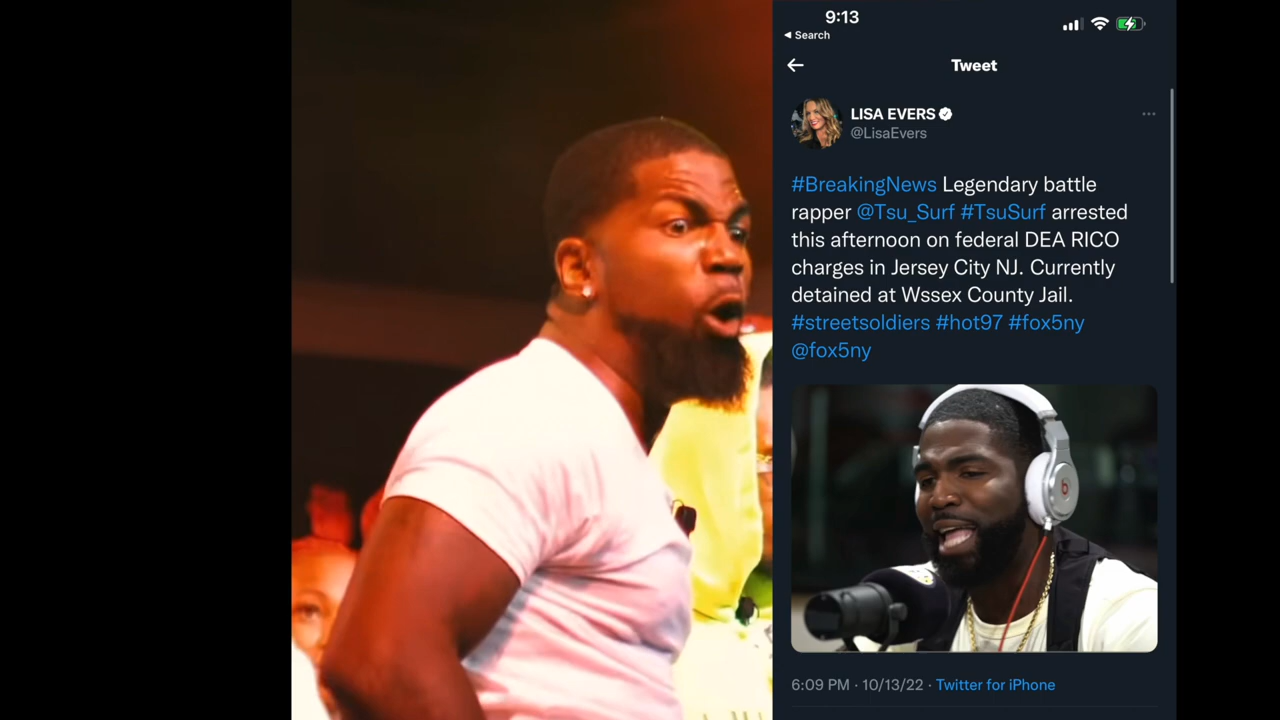 9:13
Search
Tweet
LISA EVERS
@LisaEvers
#BreakingNews Legendary battle
rapper @Tsu_Surf #TsuSurf arrested
this afternoon on federal DEA RICO
charges in Jersey City NJ. Currently
detained at Wssex County Jail.
#streetsoldiers #hot97 #fox5ny
@fox5ny
6:09 PM · 10/13/22 · Twitter for iPhone